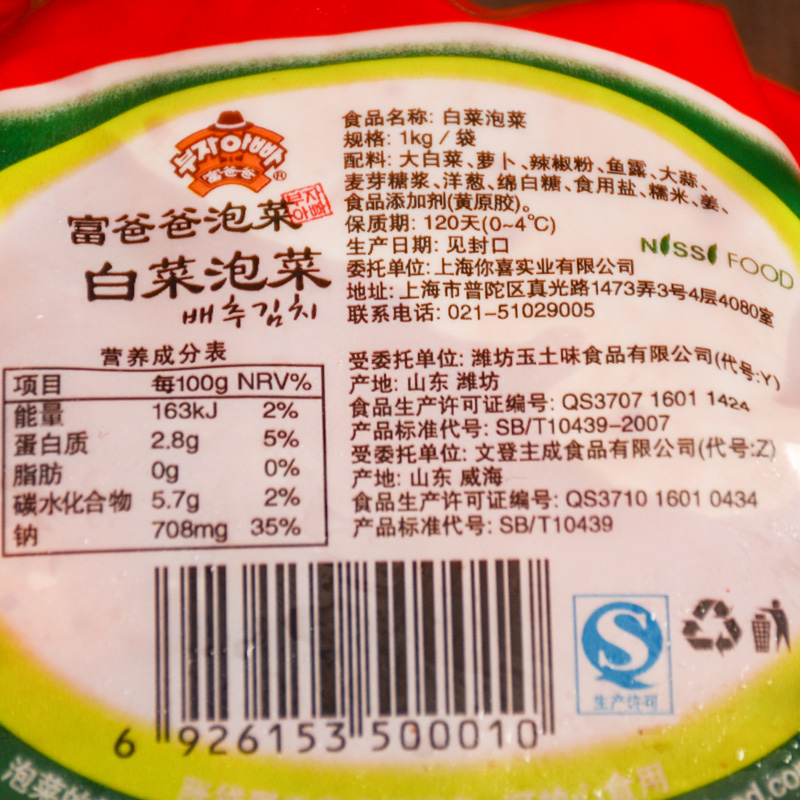 부자아빠
富爸爸
®
富爸爸泡菜
부자
아빠
白菜泡菜
배추김치
食品名称: 白菜泡菜
规格: 1kg / 袋
配料: 大白菜、萝卜、辣椒粉、鱼露、大蒜、
麦芽糖浆、洋葱、绵白糖、食用盐、糯米、姜、
食品添加剂(黄原胶)。
保质期: 120天(0~4℃)
生产日期: 见封口
NISSI FOOD
委托单位: 上海你喜实业有限公司
地址: 上海市普陀区真光路1473弄3号4层4080室
联系电话: 021-51029005
营养成分表
项目 每100g NRV%
能量 163kJ 2%
蛋白质 2.8g 5%
脂肪 0g 0%
碳水化合物 5.7g 2%
钠 708mg 35%
受委托单位: 潍坊玉土味食品有限公司(代号:Y)
产地: 山东 潍坊
食品生产许可证编号: QS3707 1601 1424
产品标准代号: SB/T10439-2007
受委托单位: 文登主成食品有限公司(代号:Z)
产地: 山东 威海
食品生产许可证编号: QS3710 1601 0434
产品标准代号: SB/T10439
生产许可
6 926153 500010
泡菜
食用